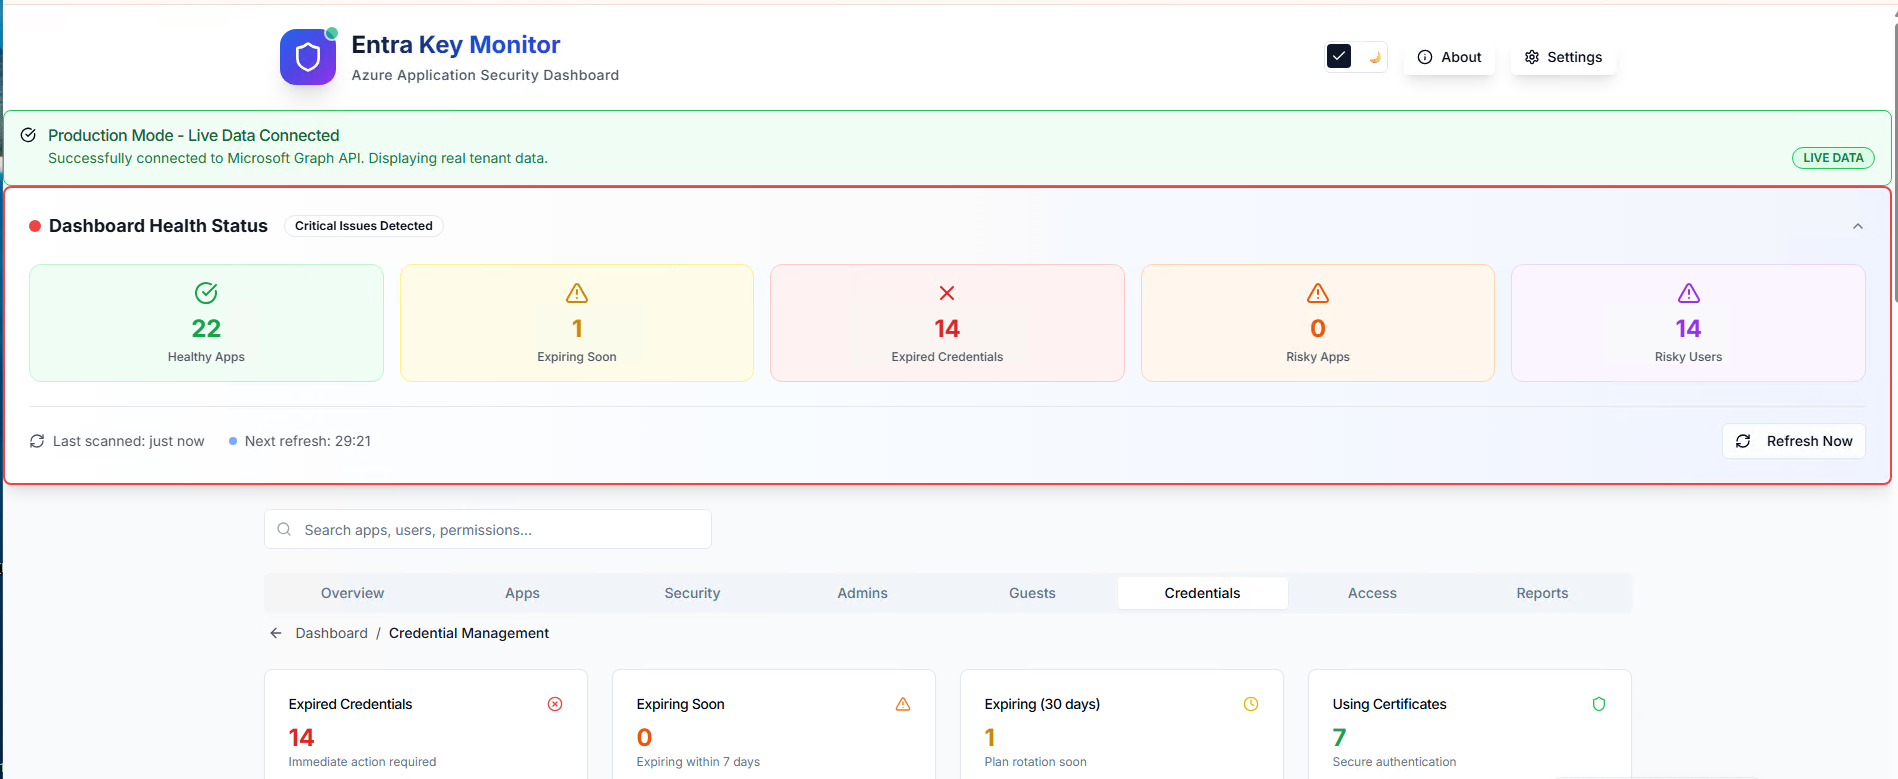 Entra Key Monitor
Azure Application Security Dashboard
About
Settings
Production Mode - Live Data Connected
Successfully connected to Microsoft Graph API. Displaying real tenant data.
LIVE DATA
Dashboard Health Status
Critical Issues Detected
22
Healthy Apps
1
Expiring Soon
14
Expired Credentials
0
Risky Apps
14
Risky Users
Last scanned: just now
Next refresh: 29:21
Refresh Now
Search apps, users, permissions...
Overview
Apps
Security
Admins
Guests
Credentials
Access
Reports
Dashboard / Credential Management
Expired Credentials
14
Immediate action required
Expiring Soon
0
Expiring within 7 days
Expiring (30 days)
1
Plan rotation soon
Using Certificates
7
Secure authentication